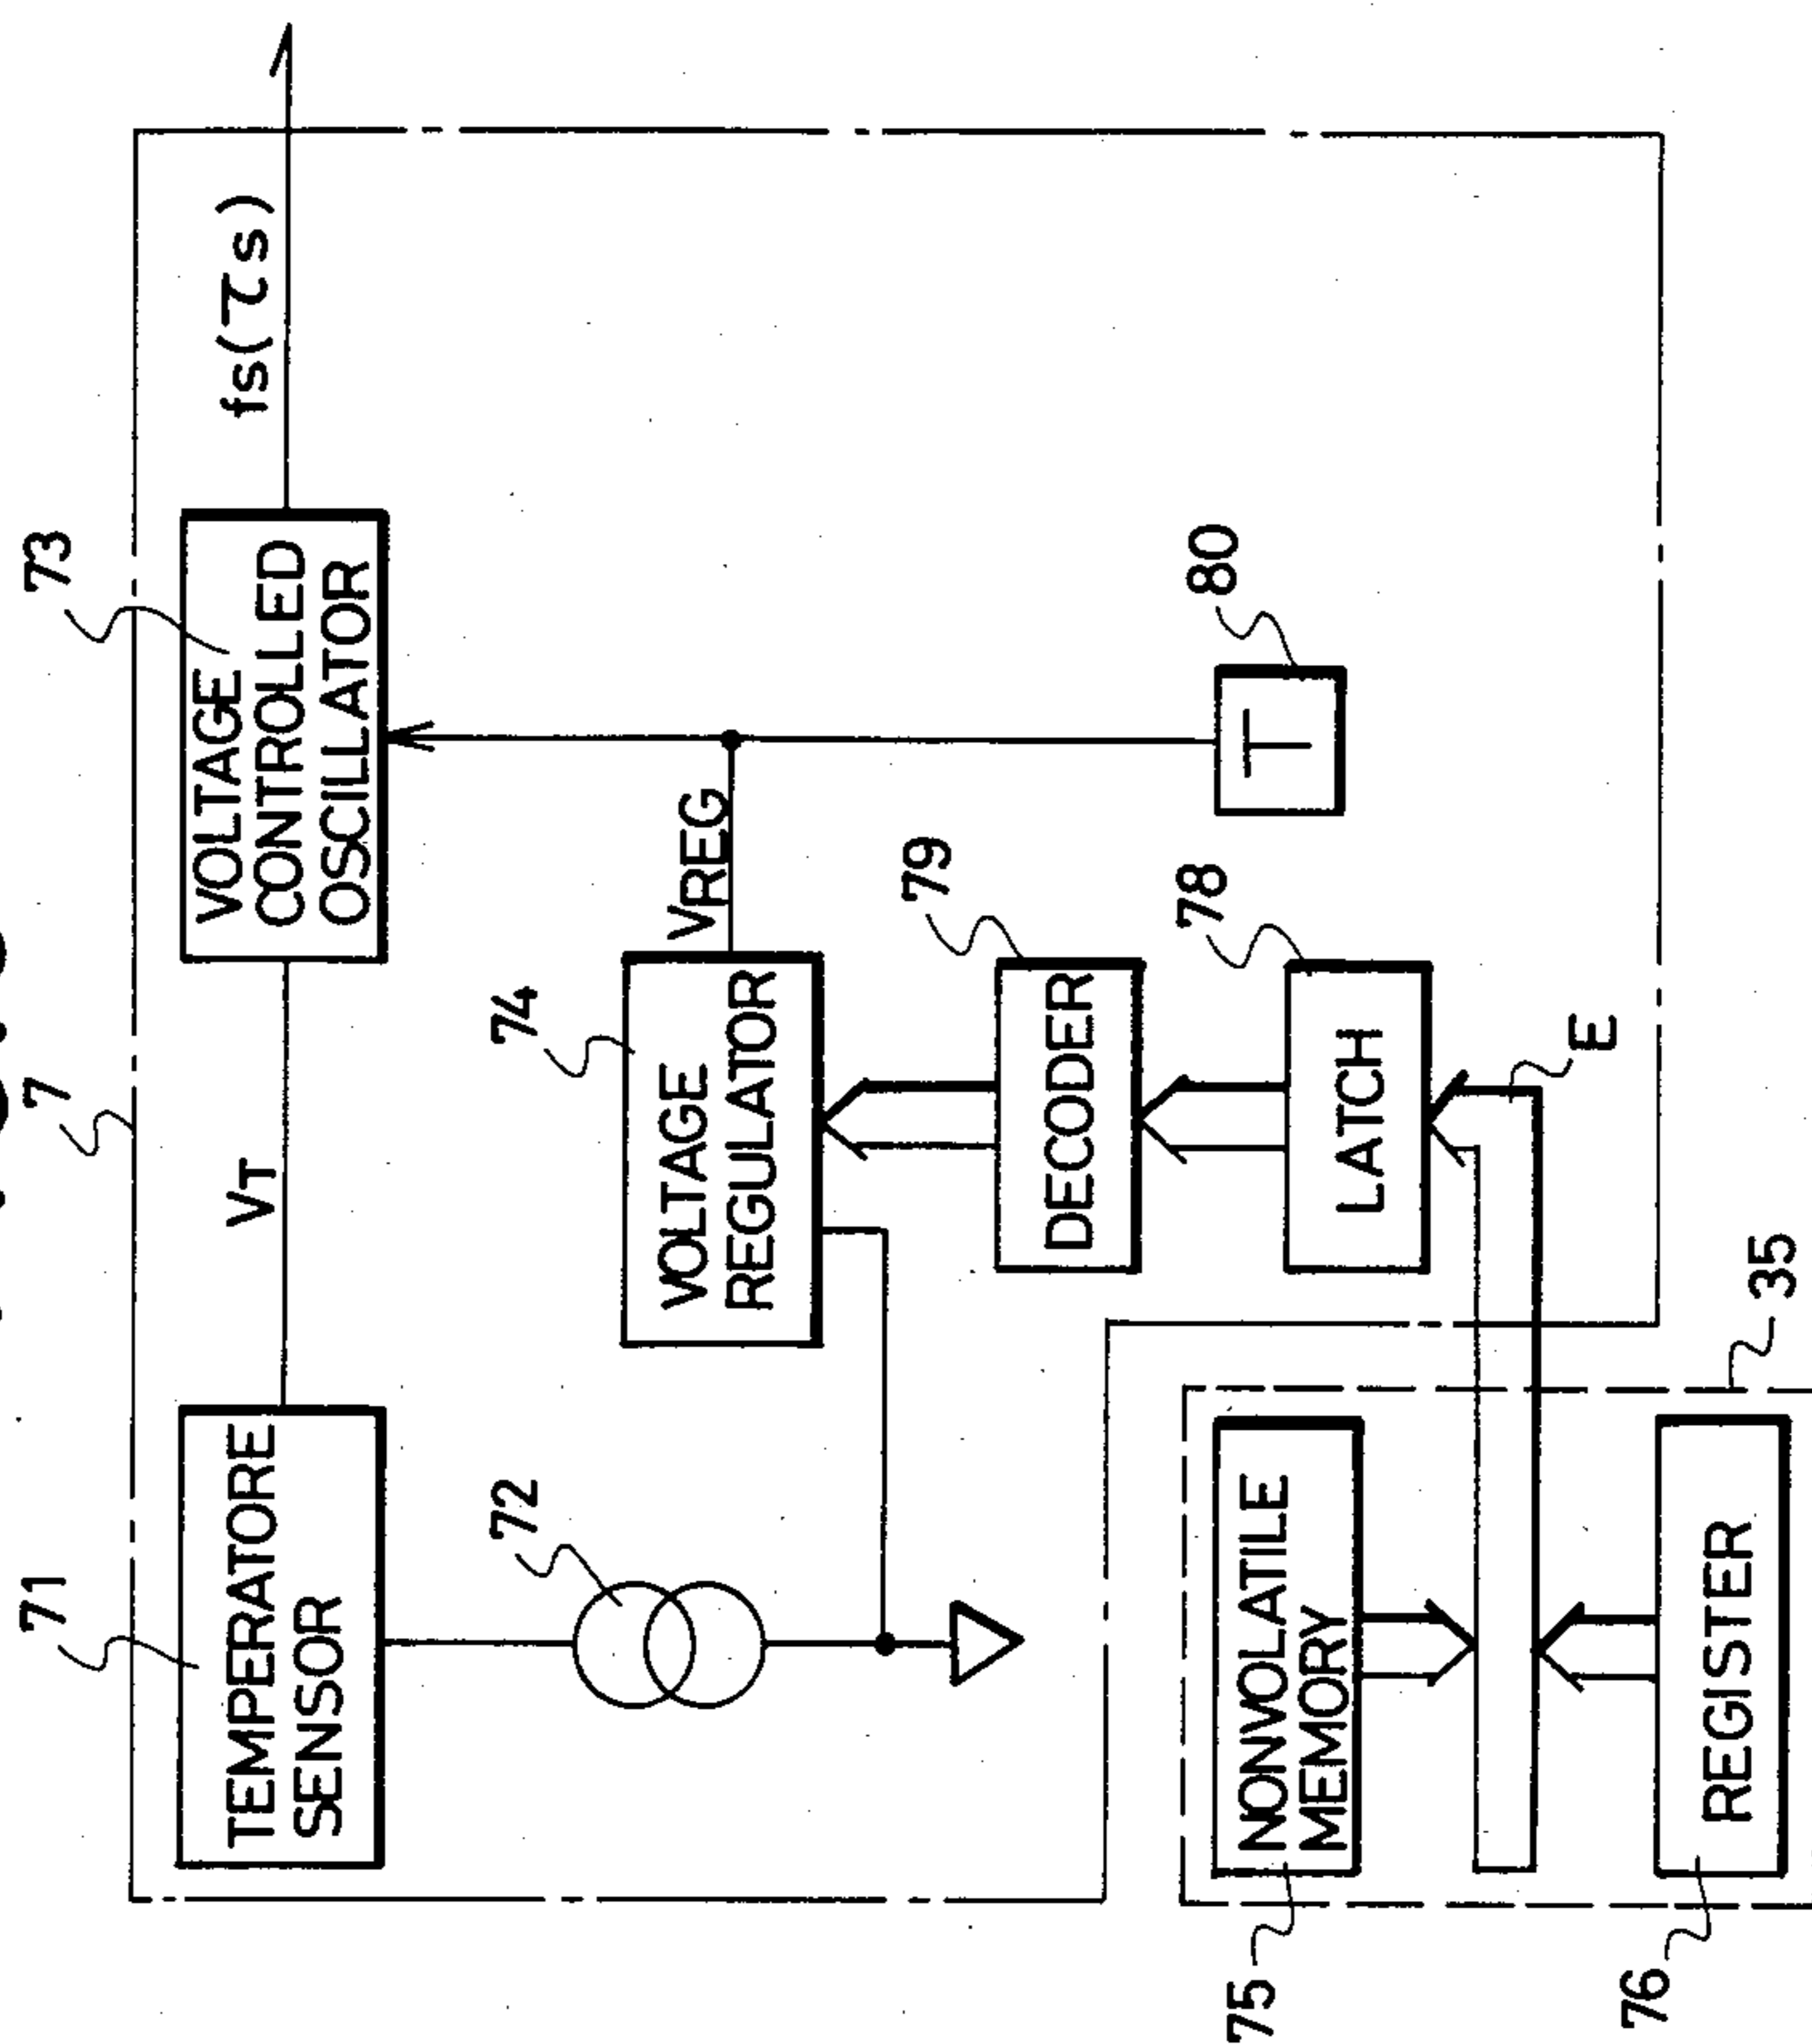 7
71
TEMPERATORE
SENSOR
VT
73
VOLTAGE
CONTROLLED
OSCILLATOR
fs(τs)
72
74
VOLTAGE
REGULATOR
VREG
79
DECODER
78
LATCH
80
T
E
35
75
NONVOLATILE
MEMORY
76
REGISTER